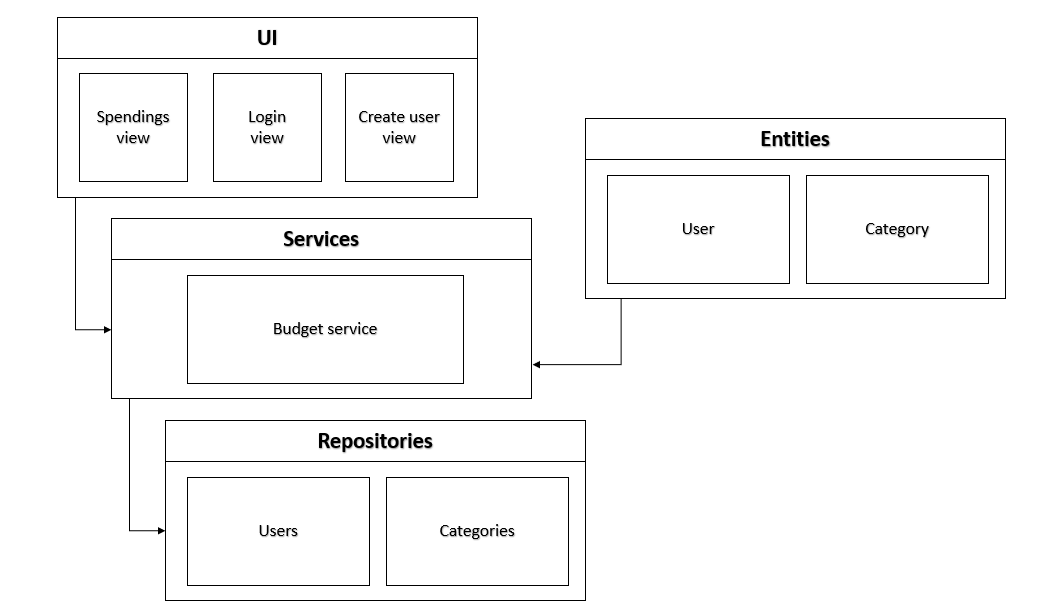 UI
Spendings
view
Login
view
Create user
view
Entities
User
Category
Services
Budget service
Repositories
Users
Categories